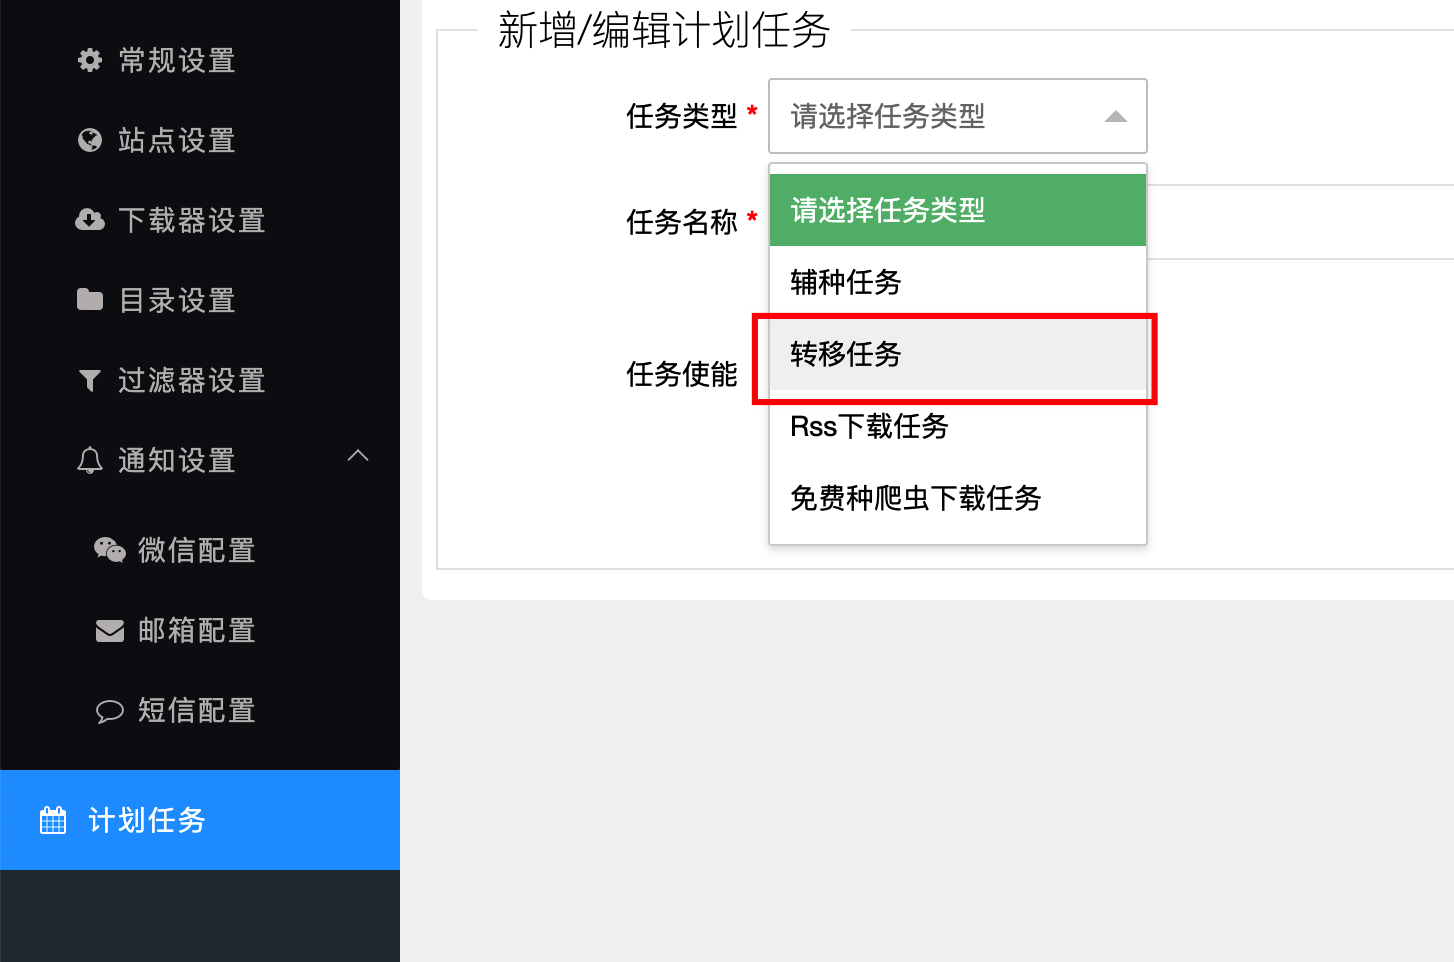 常规设置
站点设置
下载器设置
目录设置
过滤器设置
通知设置
微信配置
邮箱配置
短信配置
计划任务
新增/编辑计划任务
任务类型 *
请选择任务类型
请选择任务类型
任务名称 *
辅种任务
转移任务
任务使能
Rss下载任务
免费种爬虫下载任务